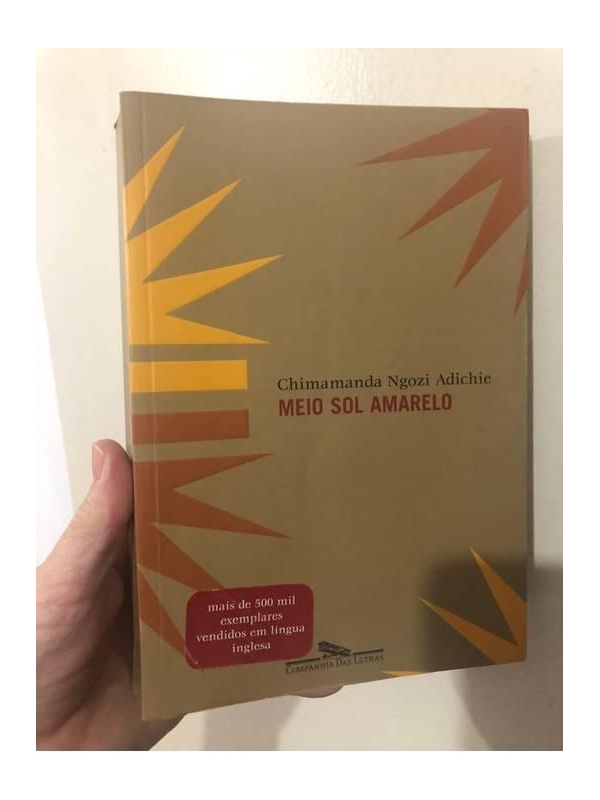 Chimamanda Ngozi Adichie
MEIO SOL AMARELO
mais de 500 mil
exemplares
vendidos em língua
inglesa
COMPANHIA DAS LETRAS